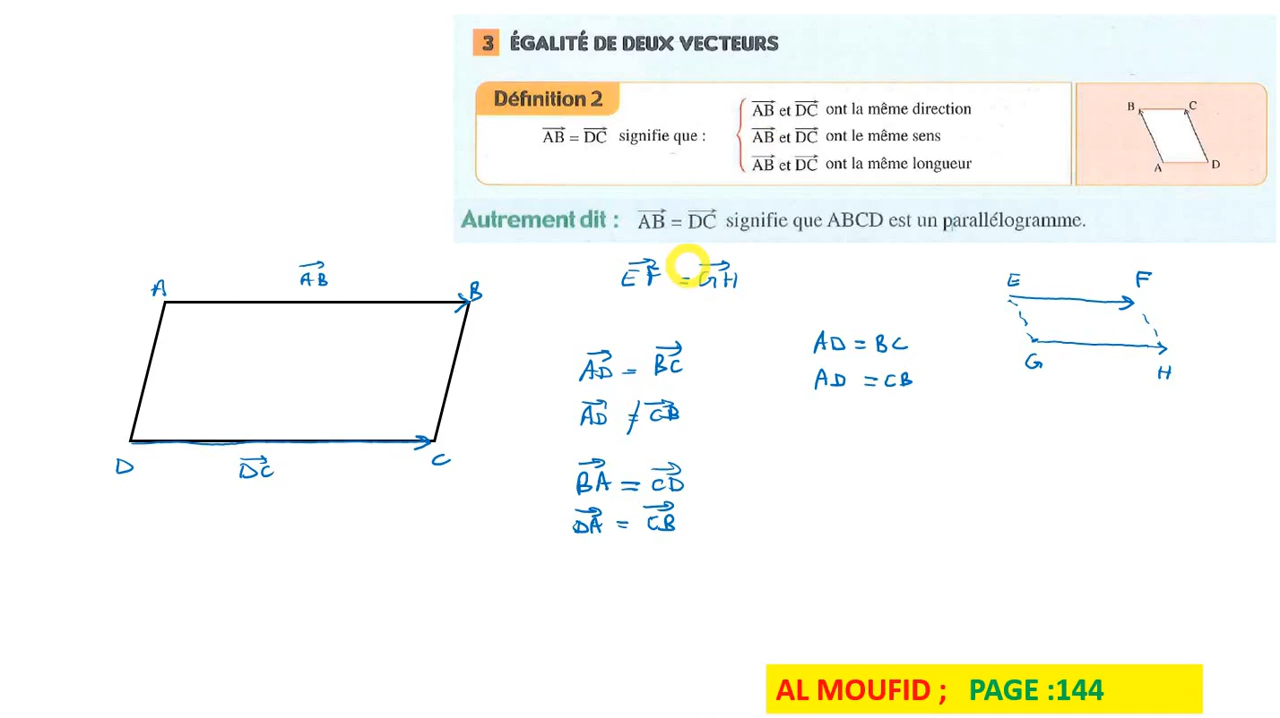 3 ÉGALITÉ DE DEUX VECTEURS
Définition 2
AB = DC signifie que :
AB et DC ont la même direction
AB et DC ont le même sens
AB et DC ont la même longueur
B C
A D
Autrement dit : AB = DC signifie que ABCD est un parallélogramme.
A AB B
D DC C
EF = GH
AD = BC
AD ≠ CB
BA = CD
DA = CB
AD = BC
AD = CB
E F
G H
AL MOUFID ; PAGE :144